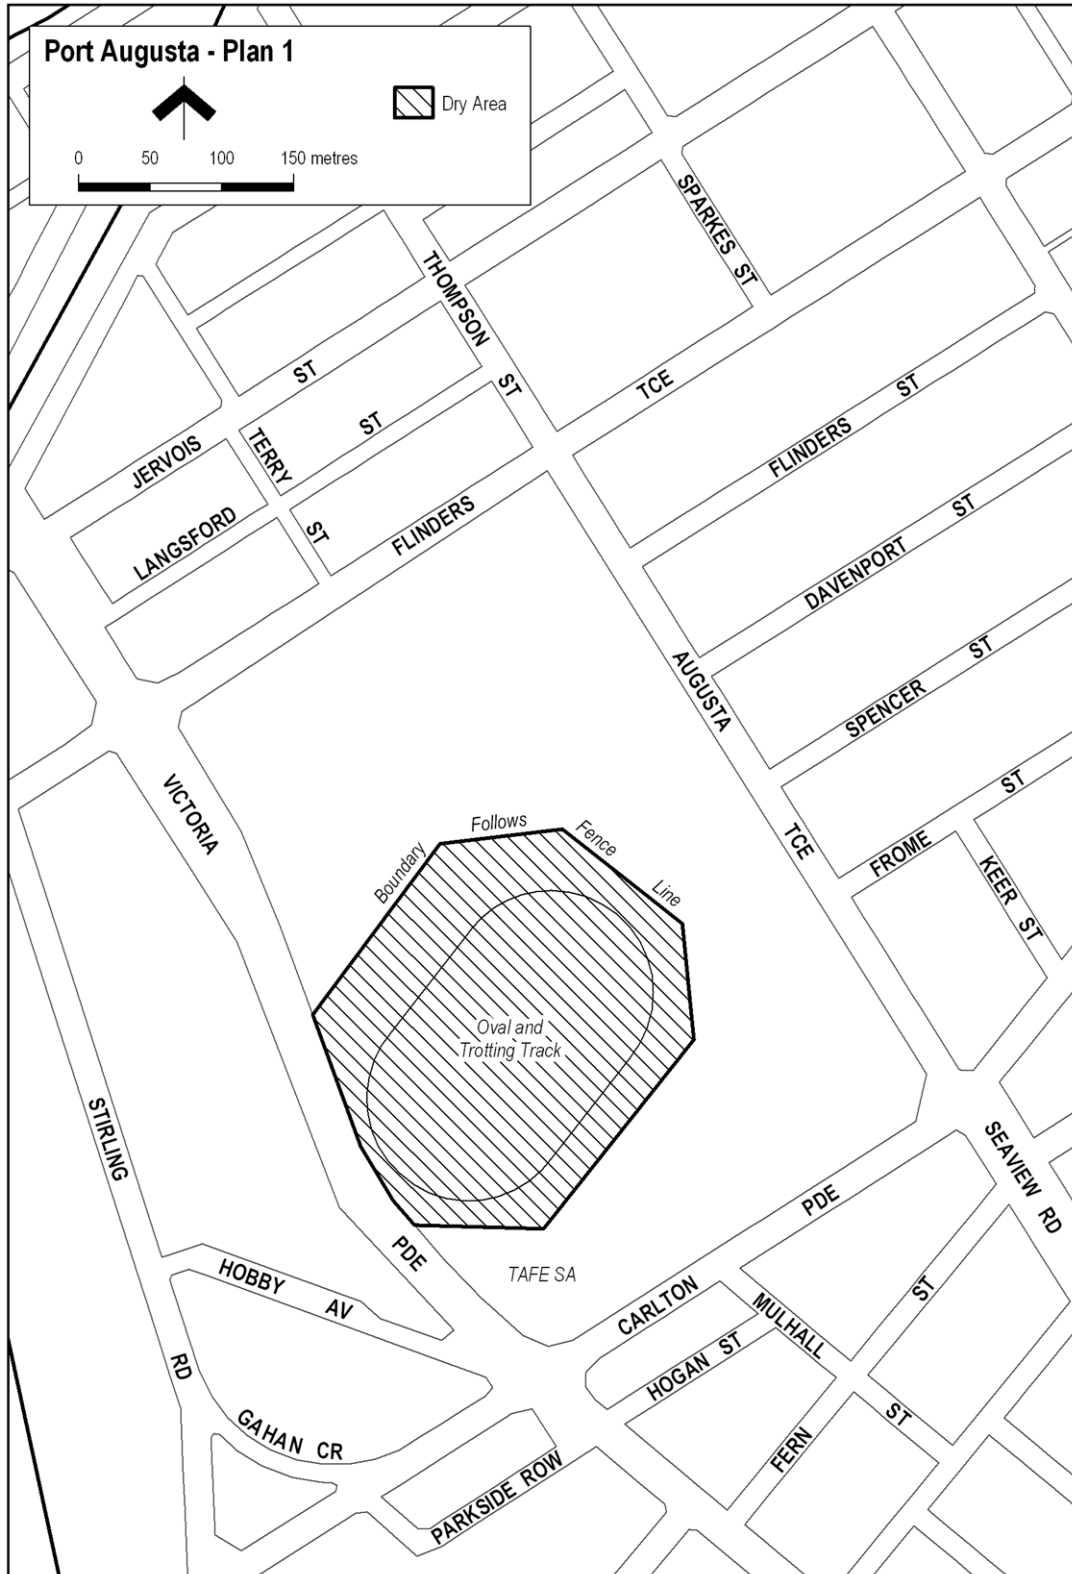 Port Augusta - Plan 1
Dry Area
0 50 100 150 metres
SPARKES ST
THOMPSON ST
JERVOIS ST
TERRY ST
LANGSFORD ST
FLINDERS TCE
FLINDERS ST
DAVENPORT ST
AUGUSTA TCE
SPENCER ST
VICTORIA PDE
FROME ST
KEER ST
Boundary Follows Fence Line
Oval and
Trotting Track
STIRLING RD
SEAVIEW RD
HOBBY AV
TAFE SA
CARLTON PDE
MULHALL ST
HOGAN ST
FERN ST
GAHAN CR
PARKSIDE ROW